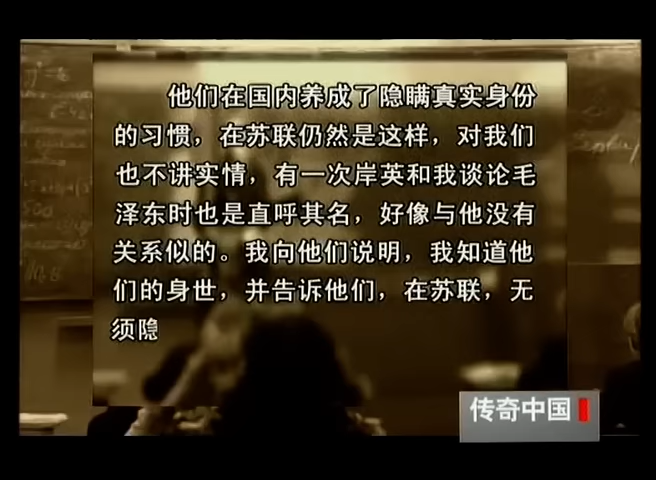 他们在国内养成了隐瞒真实身份
的习惯，在苏联仍然是这样，对我们
也不讲实情，有一次岸英和我谈论毛
泽东时也是直呼其名，好像与他没有
关系似的。我向他们说明，我知道他
们的身世，并告诉他们，在苏联，无
须隐
传奇中国